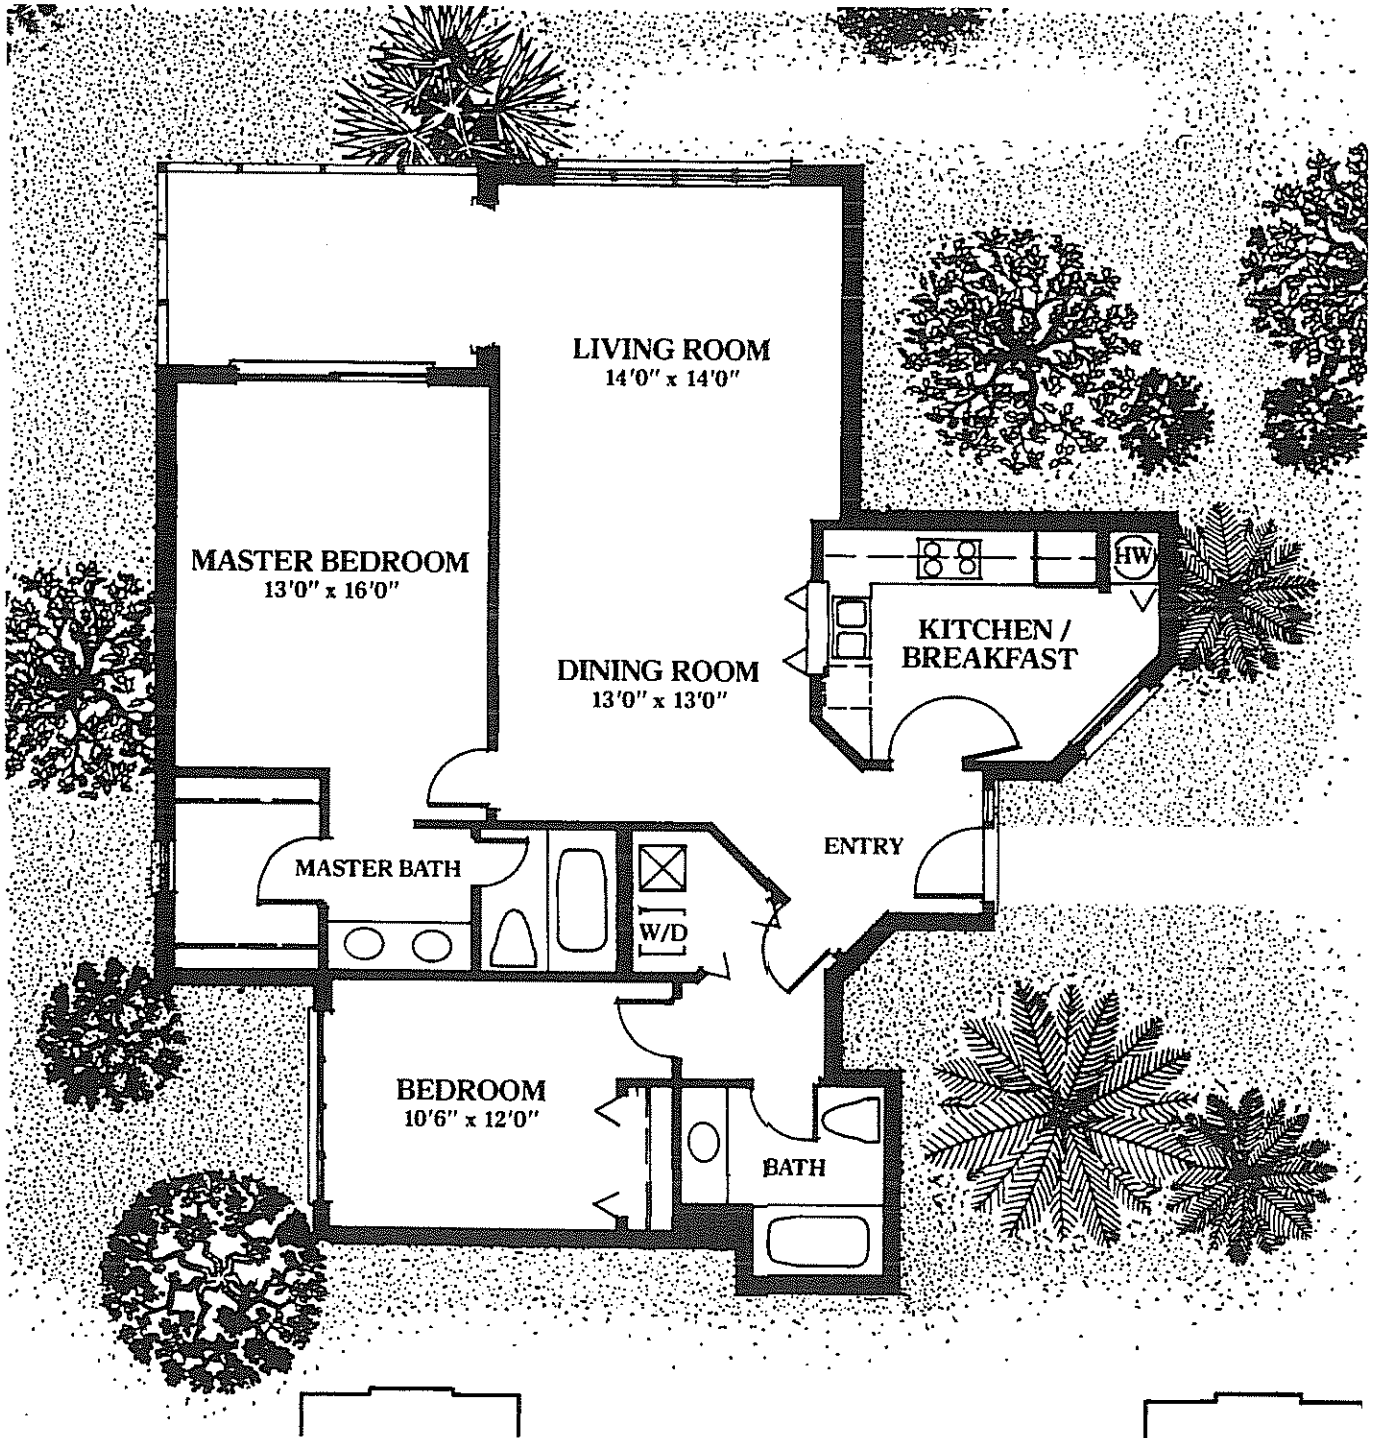 LIVING ROOM
14'0" x 14'0"
MASTER BEDROOM
13'0" x 16'0"
HW
KITCHEN /
BREAKFAST
DINING ROOM
13'0" x 13'0"
ENTRY
MASTER BATH
W/D
BEDROOM
10'6" x 12'0"
BATH